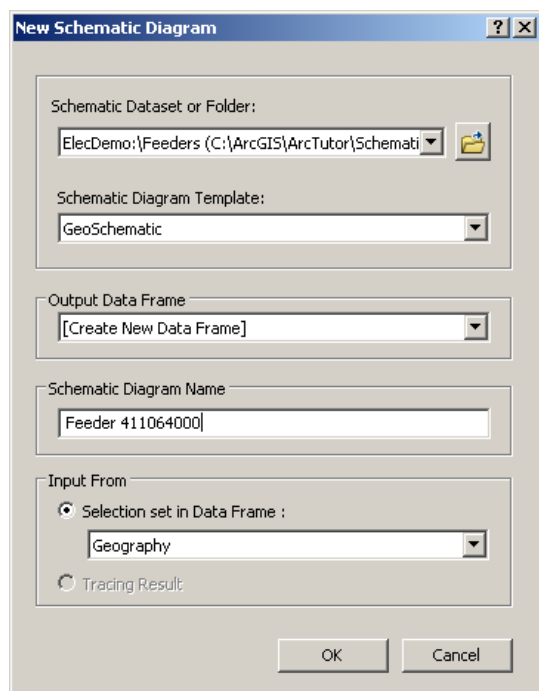 New Schematic Diagram
Schematic Dataset or Folder:
ElecDemo:\Feeders (C:\ArcGIS\ArcTutor\Schemati
Schematic Diagram Template:
GeoSchematic
Output Data Frame
[Create New Data Frame]
Schematic Diagram Name
Feeder 411064000
Input From
Selection set in Data Frame :
Geography
Tracing Result
OK Cancel